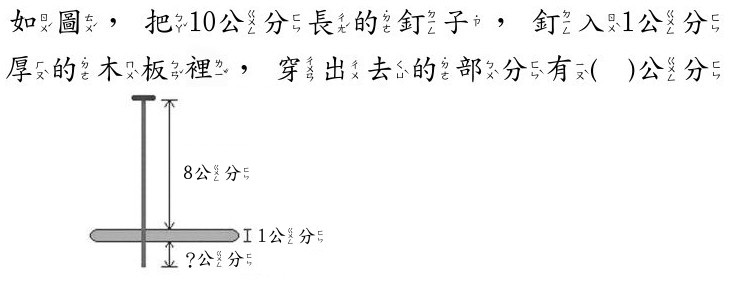 如圖，把10公分長的釘子，釘入1公分
厚的木板裡，穿出去的部分有(　)公分
8公分
1公分
?公分